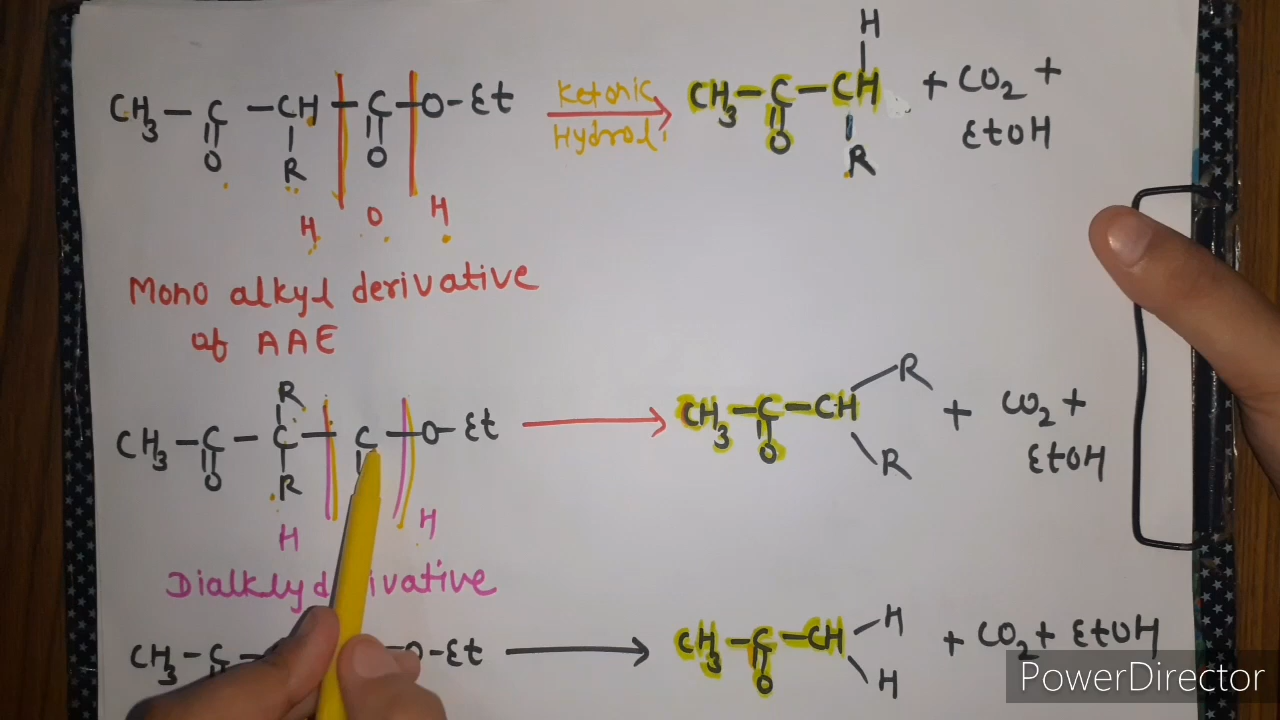 H
CH3 – C – CH – C – O – Et Ketonic Hydrol. CH3 – C – CH + CO2 +
O R O O R EtOH
H O H
Mono alkyl derivative
of AAE
R R
CH3 – C – C – C – O – Et CH3 – C – CH + CO2 +
O R O R EtOH
H H
Dialkly d ivative
CH3 – C O – Et CH3 – C – CH H + CO2 + EtOH
O H
PowerDirector